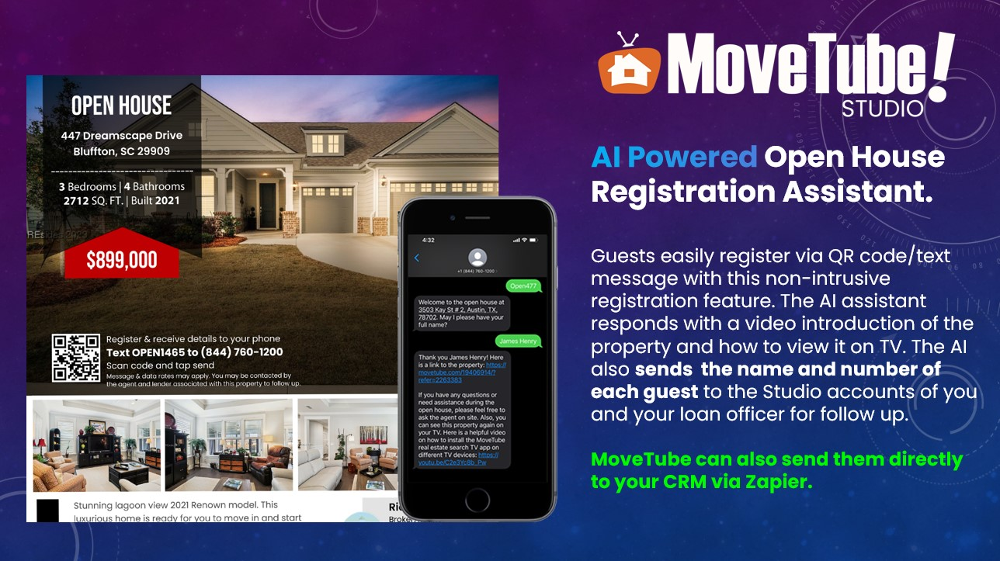 OPEN HOUSE
447 Dreamscape Drive
Bluffton, SC 29909
3 Bedrooms | 4 Bathrooms
2712 SQ. FT. | Built 2021
$899,000
Register & receive details to your phone
Text OPEN1465 to (844) 760-1200
Scan code and tap send
Message & data rates may apply. You may be contacted by
the agent and lender associated with this property to follow up.
Stunning lagoon view 2021 Renown model. This
luxurious home is ready for you to move in and start
4:32
+1 (844) 760-1200
Open477
Welcome to the open house at
3503 Kay St # 2, Austin, TX,
78702. May I please have your
full name?
James Henry
Thank you James Henry! Here
is a link to the property: https://
movetube.com/19406914/?
refer=2263383
If you have any questions or
need assistance during the
open house, please feel free to
ask the agent on site. Also, you
can see this property again on
your TV. Here is a helpful video
on how to install the MoveTube
real estate search TV app on
different TV devices: https://
youtu.be/C2e3Yc8b_Pw
MoveTube!
STUDIO
AI Powered Open House
Registration Assistant.
Guests easily register via QR code/text
message with this non-intrusive
registration feature. The AI assistant
responds with a video introduction of the
property and how to view it on TV. The AI
also sends the name and number of
each guest to the Studio accounts of you
and your loan officer for follow up.
MoveTube can also send them directly
to your CRM via Zapier.